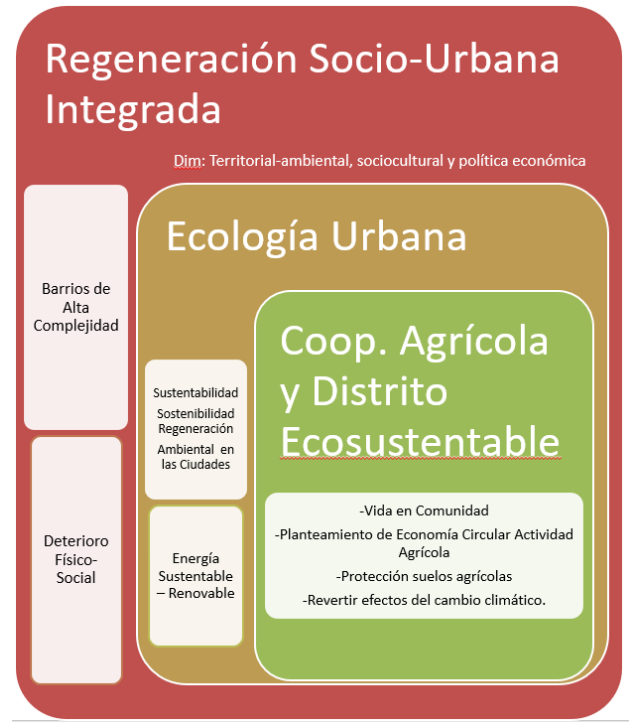 Regeneración Socio-Urbana
Integrada
Dim: Territorial-ambiental, sociocultural y política económica
Barrios de
Alta
Complejidad
Deterioro
Físico-
Social
Ecología Urbana
Sustentabilidad
Sostenibilidad
Regeneración
Ambiental en
las Ciudades
Energía
Sustentable
– Renovable
Coop. Agrícola
y Distrito
Ecosustentable
-Vida en Comunidad
-Planteamiento de Economía Circular Actividad
Agrícola
-Protección suelos agrícolas
-Revertir efectos del cambio climático.